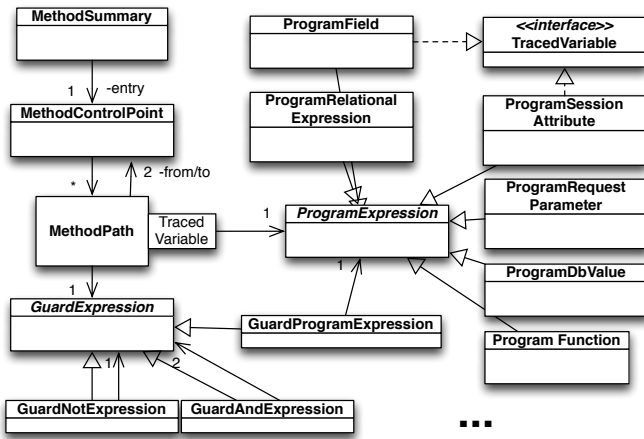 MethodSummary
ProgramField
<<interface>>
TracedVariable
1
-entry
MethodControlPoint
ProgramRelational
Expression
ProgramSession
Attribute
2 -from/to
*
MethodPath
Traced
Variable
1
ProgramExpression
ProgramRequest
Parameter
1
1
ProgramDbValue
GuardExpression
GuardProgramExpression
Program Function
1
2
GuardNotExpression
GuardAndExpression
...